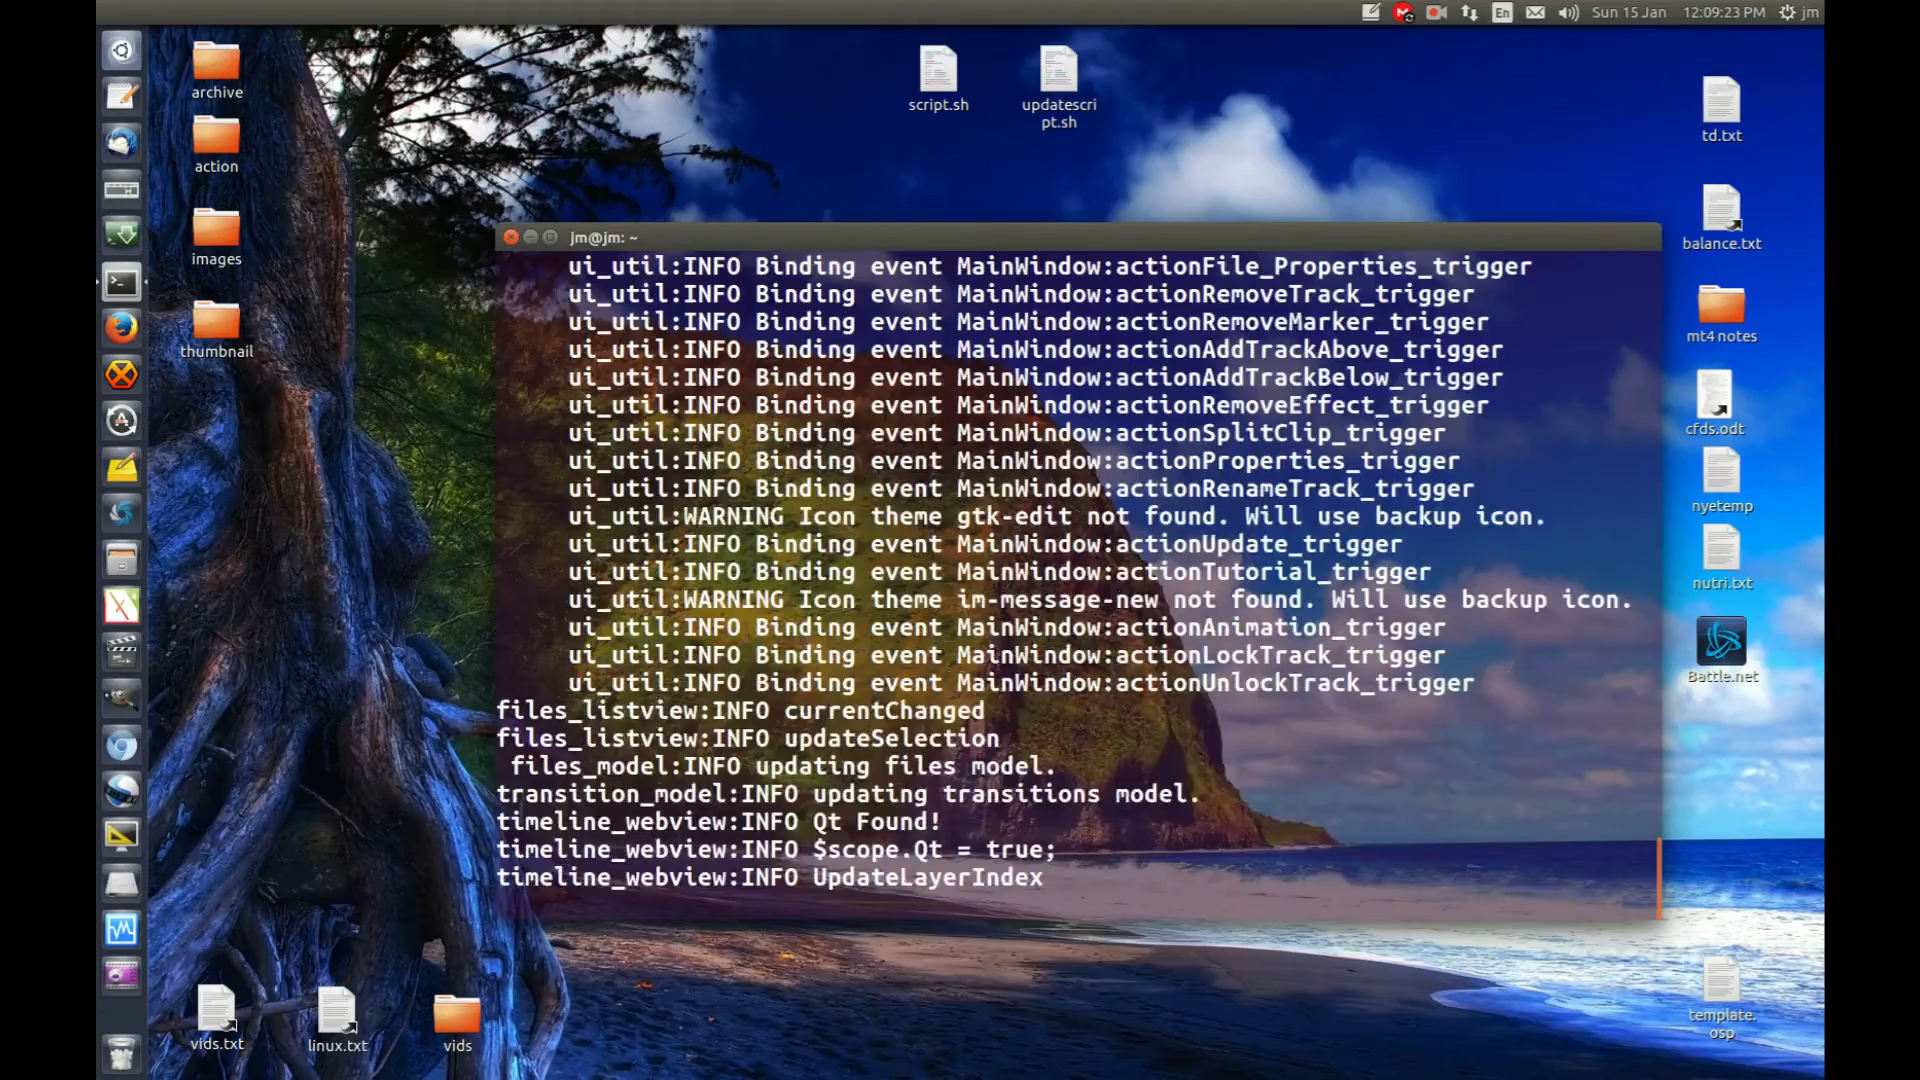 En
Sun 15 Jan
12:09:23 PM
jm
archive
action
images
thumbnail
script.sh
updatescri
pt.sh
td.txt
balance.txt
mt4 notes
cfds.odt
nyetemp
nutri.txt
Battle.net
template.
osp
vids.txt
linux.txt
vids
jm@jm: ~
ui_util:INFO Binding event MainWindow:actionFile_Properties_trigger
ui_util:INFO Binding event MainWindow:actionRemoveTrack_trigger
ui_util:INFO Binding event MainWindow:actionRemoveMarker_trigger
ui_util:INFO Binding event MainWindow:actionAddTrackAbove_trigger
ui_util:INFO Binding event MainWindow:actionAddTrackBelow_trigger
ui_util:INFO Binding event MainWindow:actionRemoveEffect_trigger
ui_util:INFO Binding event MainWindow:actionSplitClip_trigger
ui_util:INFO Binding event MainWindow:actionProperties_trigger
ui_util:INFO Binding event MainWindow:actionRenameTrack_trigger
ui_util:WARNING Icon theme gtk-edit not found. Will use backup icon.
ui_util:INFO Binding event MainWindow:actionUpdate_trigger
ui_util:INFO Binding event MainWindow:actionTutorial_trigger
ui_util:WARNING Icon theme im-message-new not found. Will use backup icon.
ui_util:INFO Binding event MainWindow:actionAnimation_trigger
ui_util:INFO Binding event MainWindow:actionLockTrack_trigger
ui_util:INFO Binding event MainWindow:actionUnlockTrack_trigger
files_listview:INFO currentChanged
files_listview:INFO updateSelection
files_model:INFO updating files model.
transition_model:INFO updating transitions model.
timeline_webview:INFO Qt Found!
timeline_webview:INFO $scope.Qt = true;
timeline_webview:INFO UpdateLayerIndex